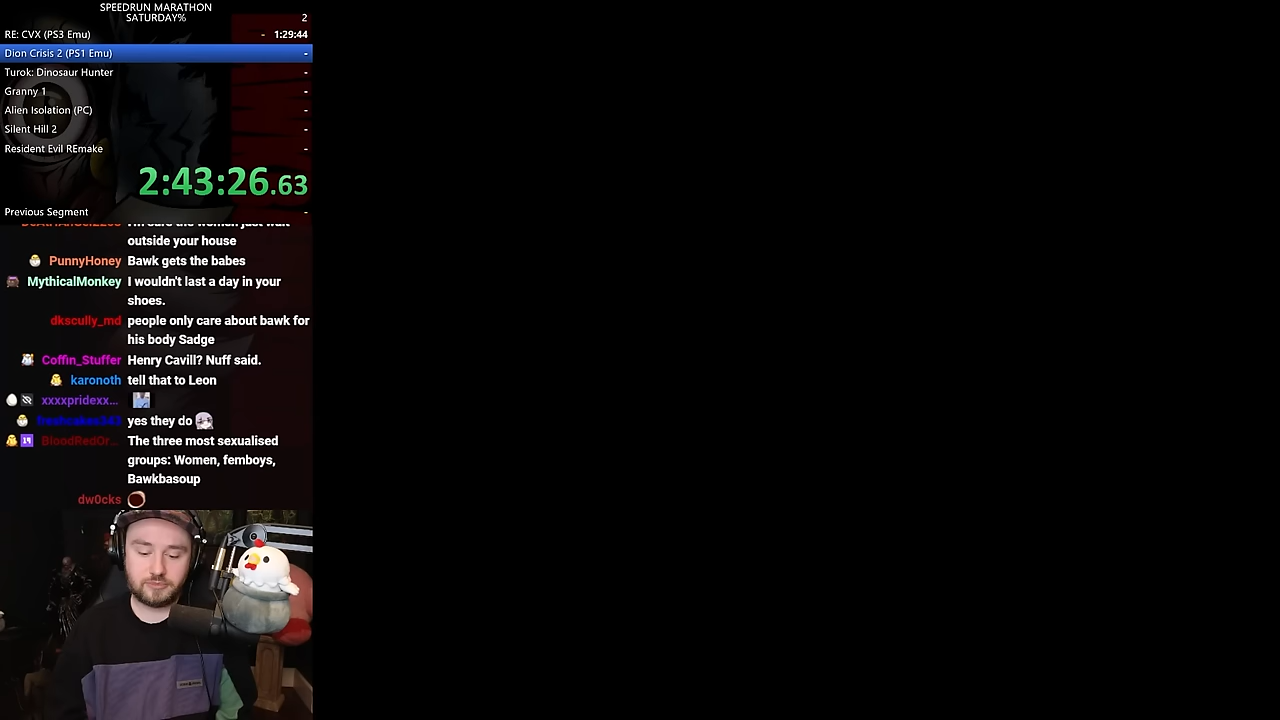 SPEEDRUN MARATHON
SATURDAY%
2
RE: CVX (PS3 Emu) - 1:29:44
Dion Crisis 2 (PS1 Emu) -
Turok: Dinosaur Hunter -
Granny 1 -
Alien Isolation (PC) -
Silent Hill 2 -
Resident Evil REmake -
2:43:26.63
Previous Segment -
outside your house
PunnyHoney Bawk gets the babes
MythicalMonkey I wouldn't last a day in your
shoes.
dkscully_md people only care about bawk for
his body Sadge
Coffin_Stuffer Henry Cavill? Nuff said.
karonoth tell that to Leon
xxxxpridexx...
yes they do
BloodRedOr... The three most sexualised
groups: Women, femboys,
Bawkbasoup
dw0cks